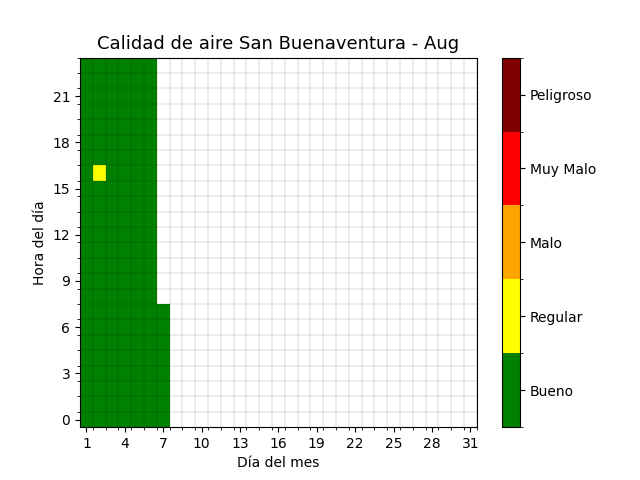 Calidad de aire San Buenaventura - Aug
Hora del día
21
18
15
12
9
6
3
0
1 4 7 10 13 16 19 22 25 28 31
Día del mes
Peligroso
Muy Malo
Malo
Regular
Bueno